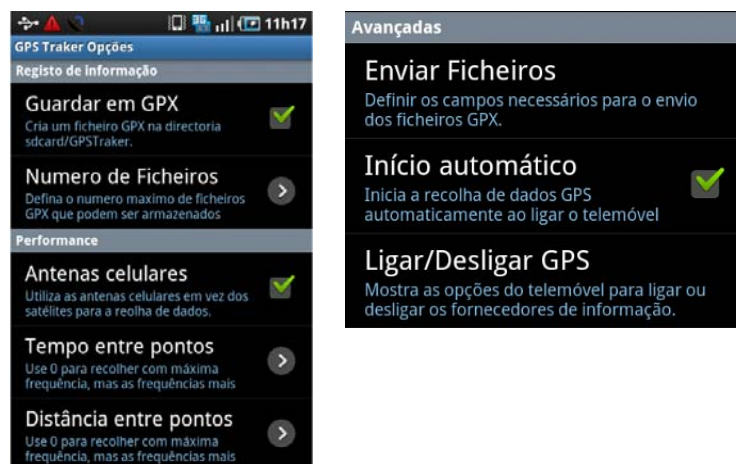 11h17
GPS Traker Opções
Registo de informação
Guardar em GPX
Cria um ficheiro GPX na directoria
sdcard/GPSTraker.
Numero de Ficheiros
Defina o numero maximo de ficheiros
GPX que podem ser armazenados
Performance
Antenas celulares
Utiliza as antenas celulares em vez dos
satélites para a reolha de dados.
Tempo entre pontos
Use 0 para recolher com máxima
frequência, mas as frequências mais
Distância entre pontos
Use 0 para recolher com máxima
frequência, mas as frequências mais
Avançadas
Enviar Ficheiros
Definir os campos necessários para o envio
dos ficheiros GPX.
Início automático
Inicia a recolha de dados GPS
automaticamente ao ligar o telemóvel
Ligar/Desligar GPS
Mostra as opções do telemóvel para ligar ou
desligar os fornecedores de informação.